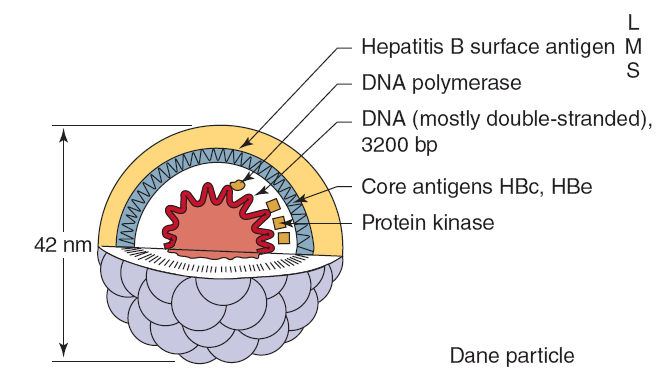 L
Hepatitis B surface antigen M
S
DNA polymerase
DNA (mostly double-stranded),
3200 bp
Core antigens HBc, HBe
Protein kinase
42 nm
Dane particle